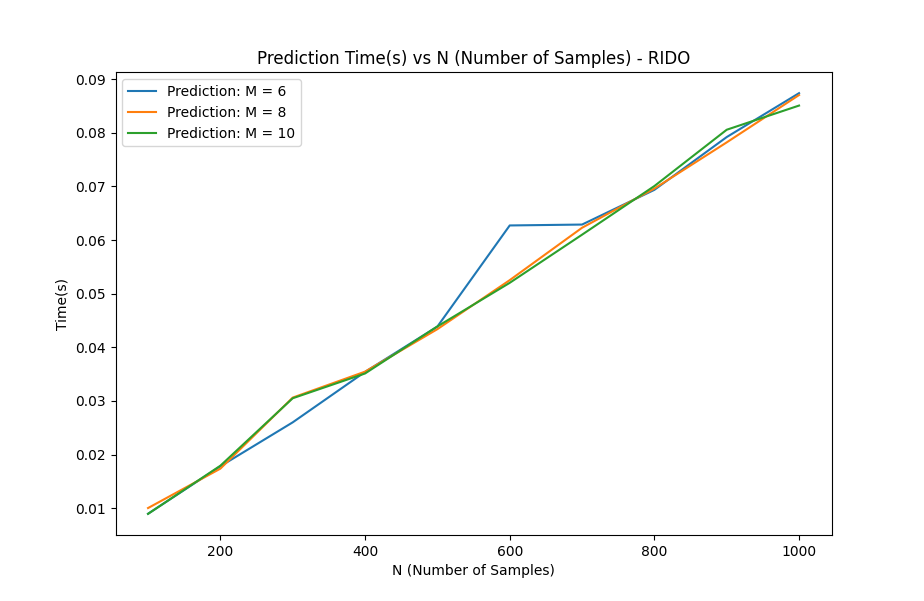 Prediction Time(s) vs N (Number of Samples) - RIDO
Prediction: M = 6
Prediction: M = 8
Prediction: M = 10
Time(s)
0.09
0.08
0.07
0.06
0.05
0.04
0.03
0.02
0.01
200 400 600 800 1000
N (Number of Samples)